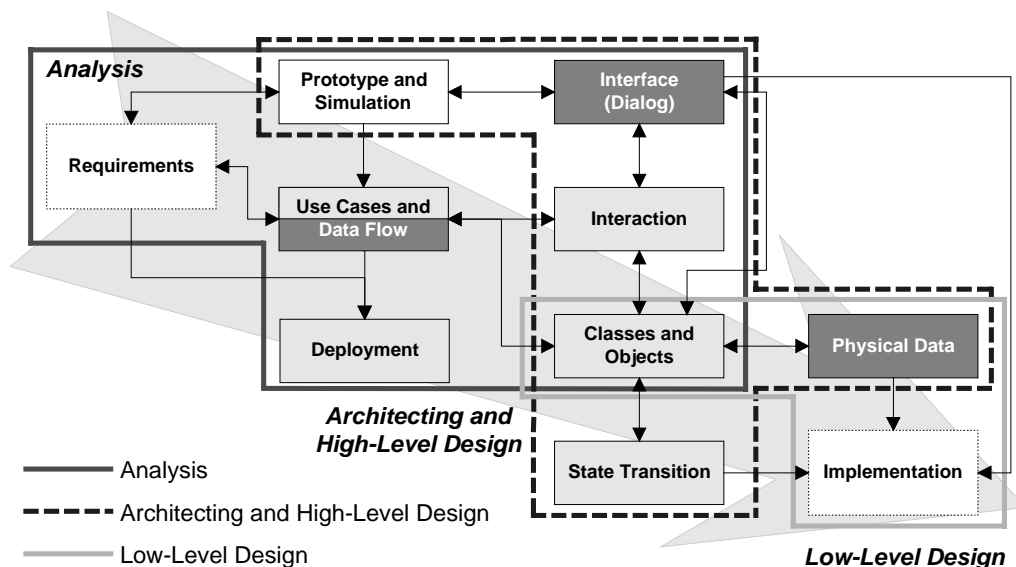 Analysis
Prototype and
Simulation
Interface
(Dialog)
Requirements
Use Cases and
Data Flow
Interaction
Deployment
Classes and
Objects
Physical Data
Architecting and
High-Level Design
State Transition
Implementation
Analysis
Architecting and High-Level Design
Low-Level Design
Low-Level Design